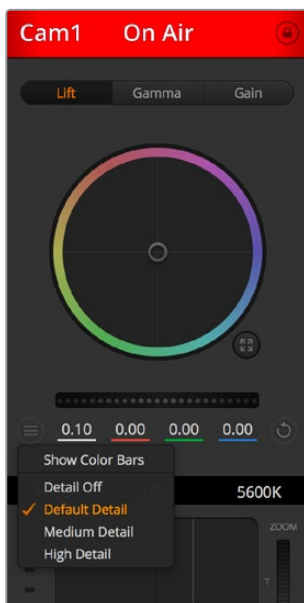 Cam1 On Air
Lift Gamma Gain
0.10 0.00 0.00 0.00
Show Color Bars
Detail Off
5600K
Default Detail
Medium Detail
ZOOM
High Detail
T